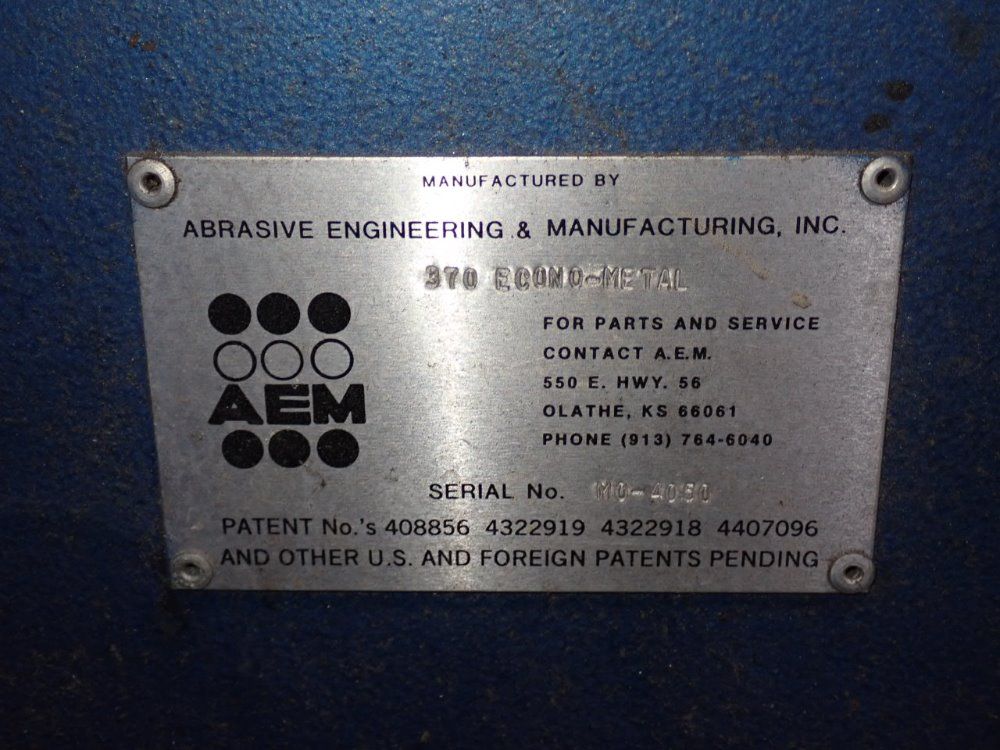 MANUFACTURED BY
ABRASIVE ENGINEERING & MANUFACTURING, INC.
370 ECONO-METAL
AEM
FOR PARTS AND SERVICE
CONTACT A.E.M.
550 E. HWY. 56
OLATHE, KS 66061
PHONE (913) 764-6040
SERIAL No. MO-4050
PATENT No.'s 408856 4322919 4322918 4407096
AND OTHER U.S. AND FOREIGN PATENTS PENDING